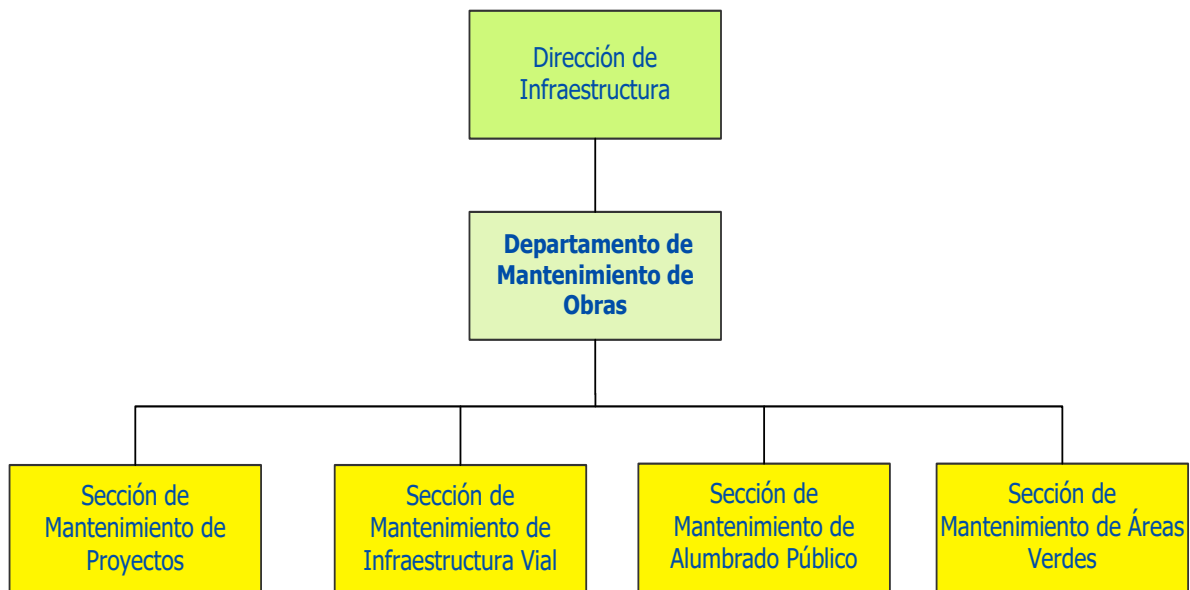 Dirección de
Infraestructura
Departamento de
Mantenimiento de
Obras
Sección de
Mantenimiento de
Proyectos
Sección de
Mantenimiento de
Infraestructura Vial
Sección de
Mantenimiento de
Alumbrado Público
Sección de
Mantenimiento de Áreas
Verdes